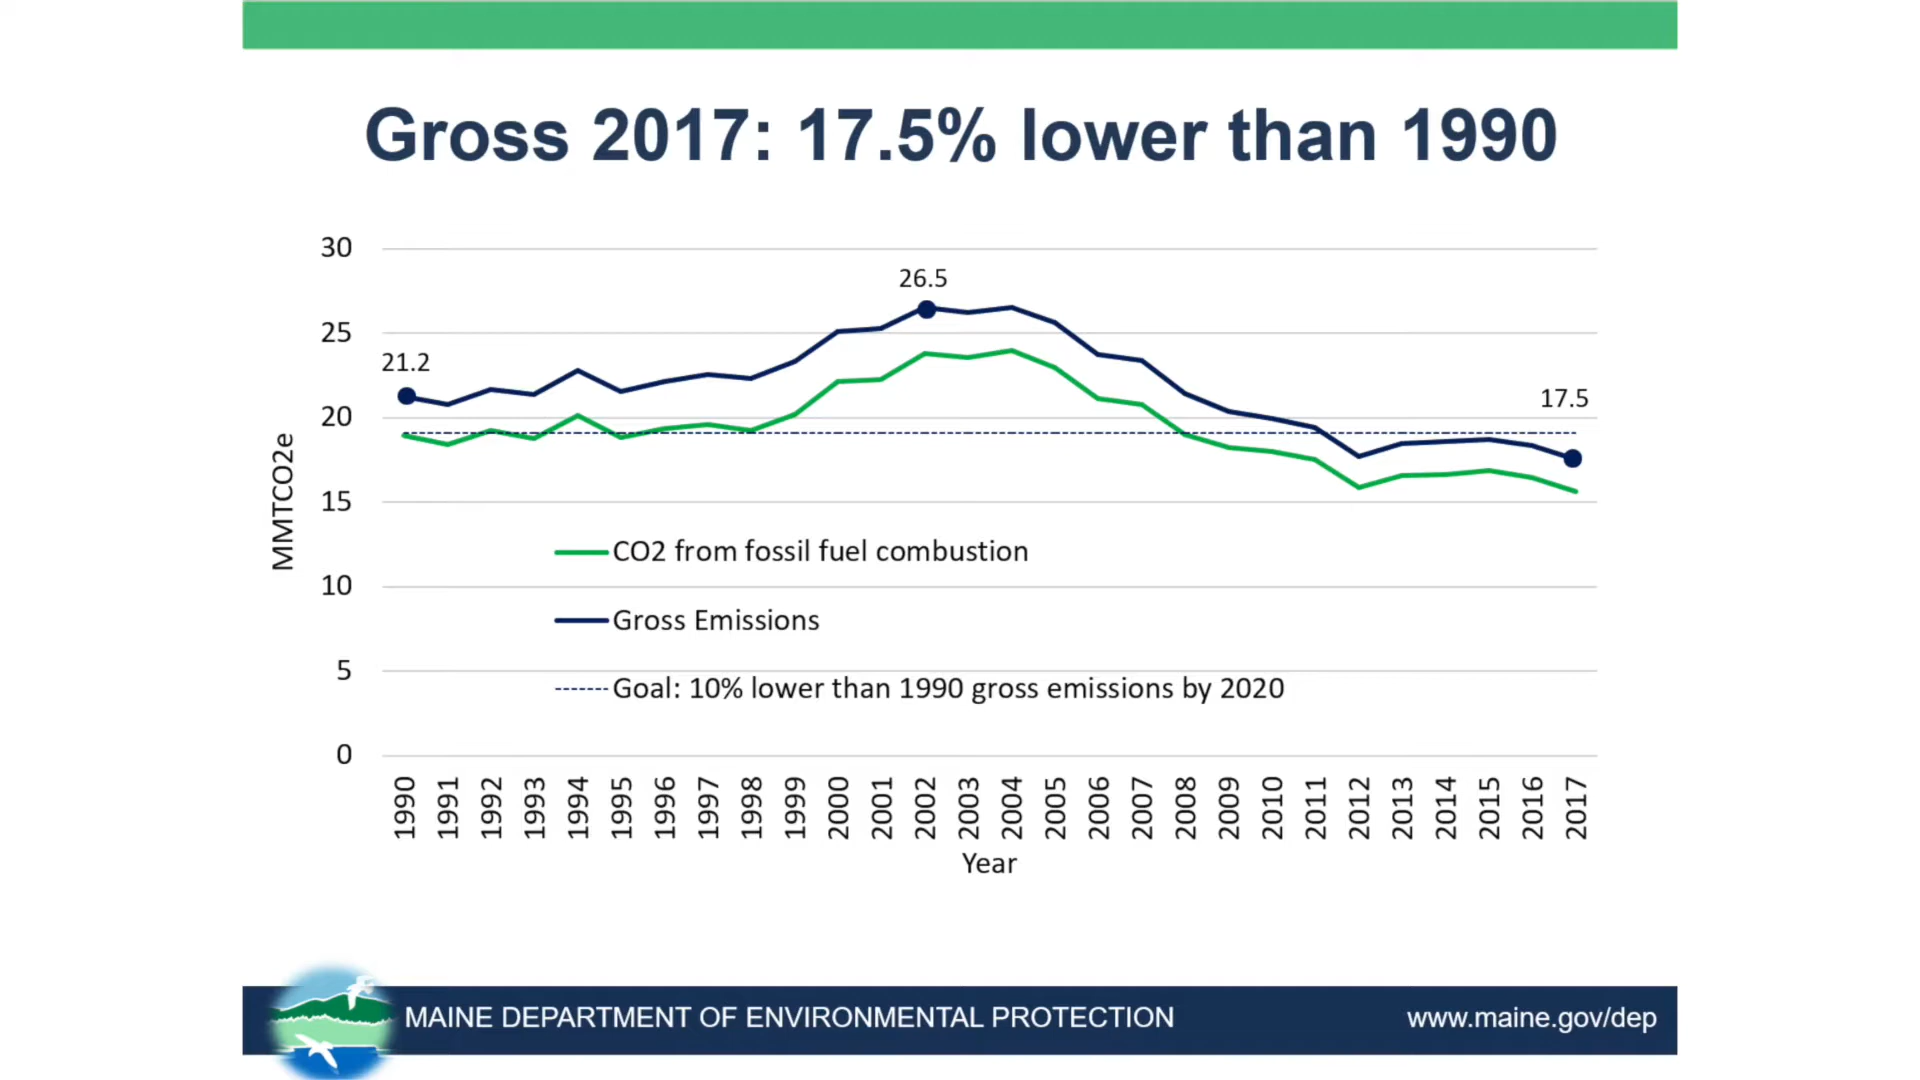 Gross 2017: 17.5% lower than 1990
30
25
20
15
10
5
0
MMTCO2e
21.2
26.5
17.5
CO2 from fossil fuel combustion
Gross Emissions
Goal: 10% lower than 1990 gross emissions by 2020
1990 1991 1992 1993 1994 1995 1996 1997 1998 1999 2000 2001 2002 2003 2004 2005 2006 2007 2008 2009 2010 2011 2012 2013 2014 2015 2016 2017
Year
MAINE DEPARTMENT OF ENVIRONMENTAL PROTECTION
www.maine.gov/dep